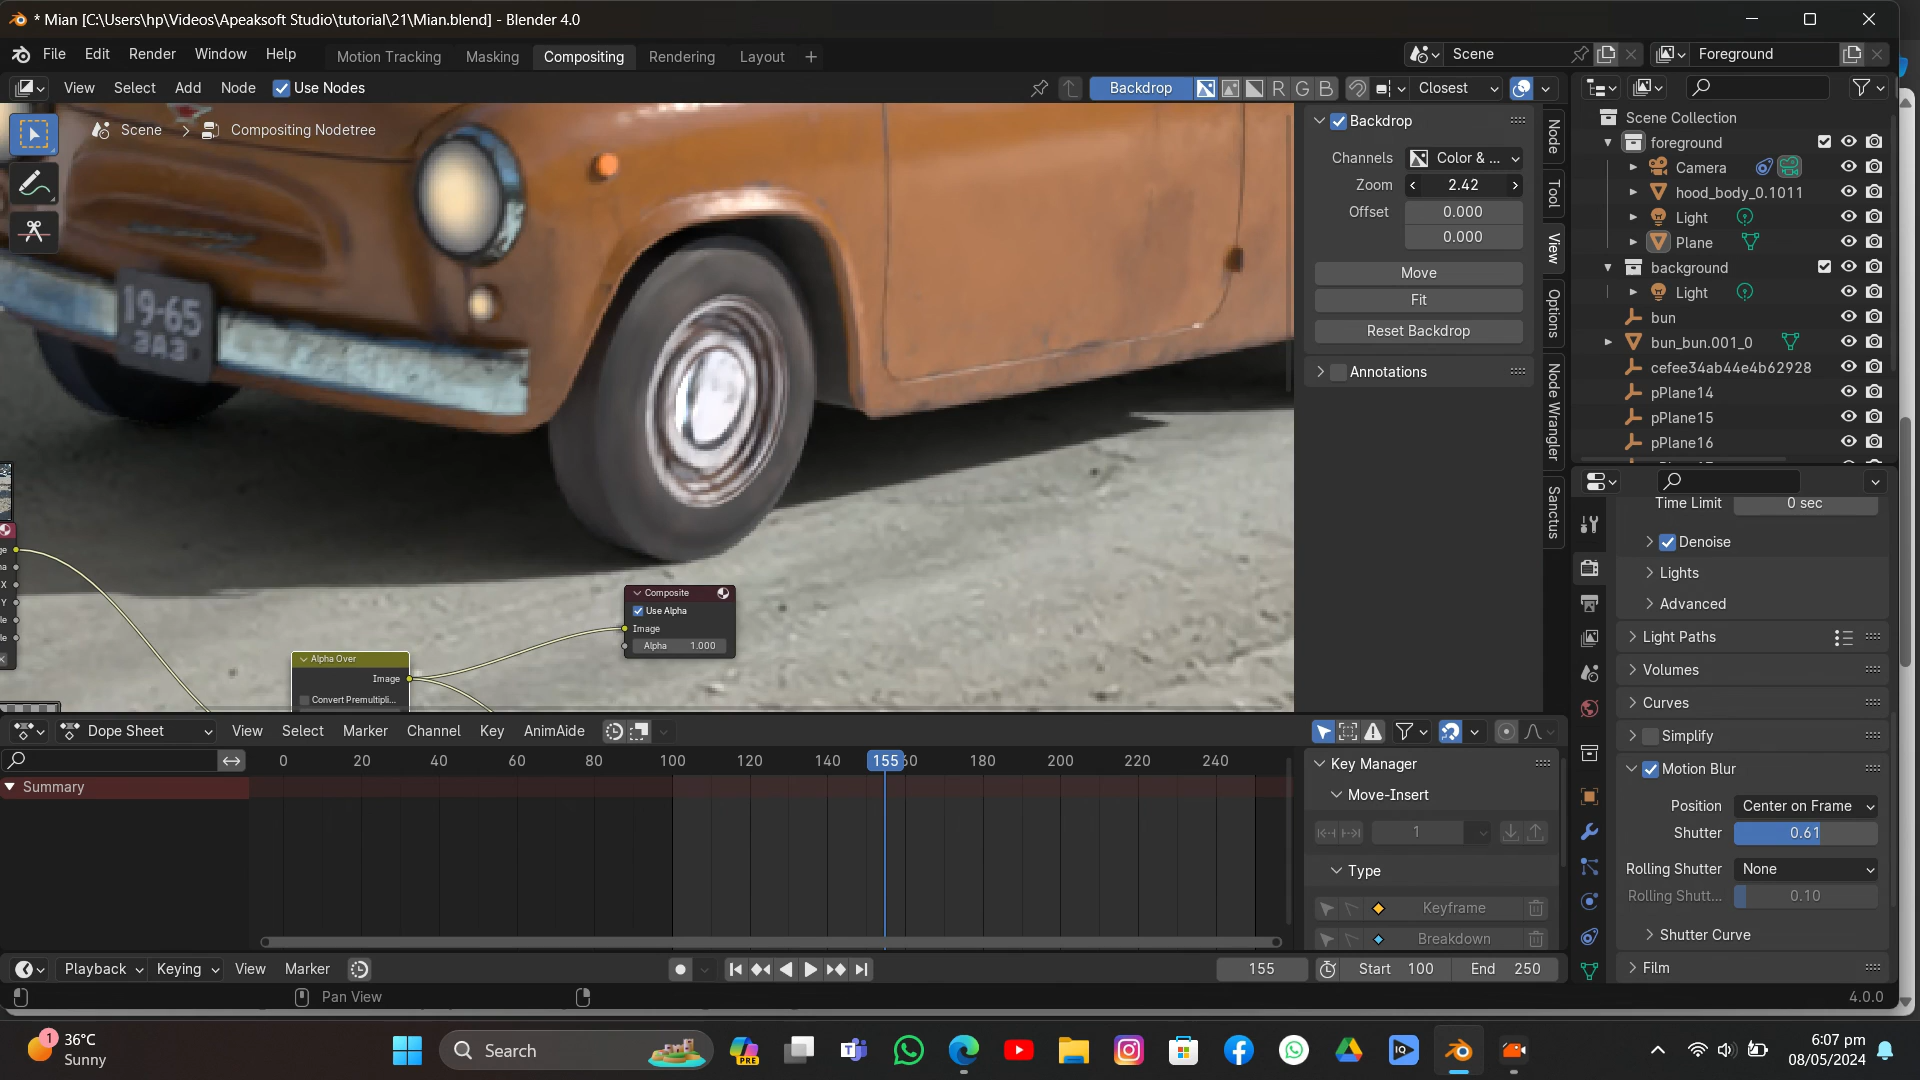 * Mian [C:\Users\hp\Videos\Apeaksoft Studio\tutorial\21\Mian.blend] - Blender 4.0
File Edit Render Window Help
Motion Tracking Masking Compositing Rendering Layout +
Scene
Foreground
View Select Add Node Use Nodes
Backdrop
R G B
Closest
Scene > Compositing Nodetree
19-65
ЗАЗ
Backdrop
Channels Color & ...
Zoom 2.42
Offset 0.000
0.000
Move
Fit
Reset Backdrop
Annotations
Node
Tool
View
Options
Node Wrangler
Sanctus
Scene Collection
foreground
Camera
hood_body_0.1011
Light
Plane
background
Light
bun
bun_bun.001_0
cefee34ab44e4b62928
pPlane14
pPlane15
pPlane16
Time Limit 0 sec
Denoise
Lights
Advanced
Light Paths
Volumes
Curves
Simplify
Motion Blur
Position Center on Frame
Shutter 0.61
Rolling Shutter None
Rolling Shutt... 0.10
Shutter Curve
Film
X
Y
Composite
Use Alpha
Image
Alpha 1.000
Alpha Over
Image
Convert Premultipli...
Dope Sheet View Select Marker Channel Key AnimAide
0 20 40 60 80 100 120 140 155 60 180 200 220 240
Summary
Key Manager
Move-Insert
1
Type
Keyframe
Breakdown
Playback Keying View Marker
155
Start 100
End 250
Pan View
4.0.0
1
36°C
Sunny
Search
PRE
IQ
6:07 pm
08/05/2024